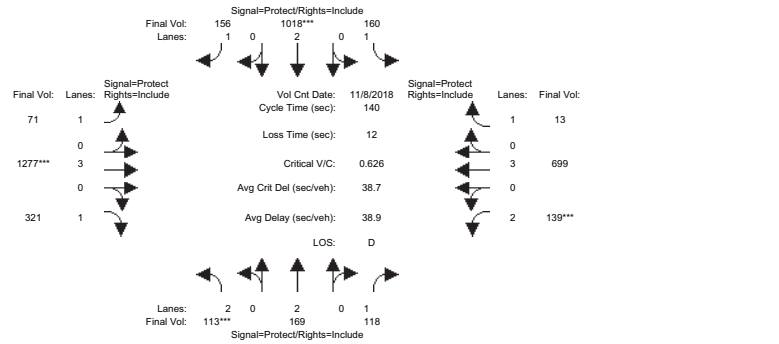 Signal=Protect/Rights=Include
Final Vol: 156 1018*** 160
Lanes: 1 0 2 0 1
Signal=Protect Signal=Protect
Final Vol: Lanes: Rights=Include Vol Cnt Date: 11/8/2018 Rights=Include Lanes: Final Vol:
Cycle Time (sec): 140
71 1 1 13
Loss Time (sec): 12
0 0
1277*** 3 Critical V/C: 0.626 3 699
0 Avg Crit Del (sec/veh): 38.7 0
321 1 Avg Delay (sec/veh): 38.9 2 139***
LOS: D
Lanes: 2 0 2 0 1
Final Vol: 113*** 169 118
Signal=Protect/Rights=Include